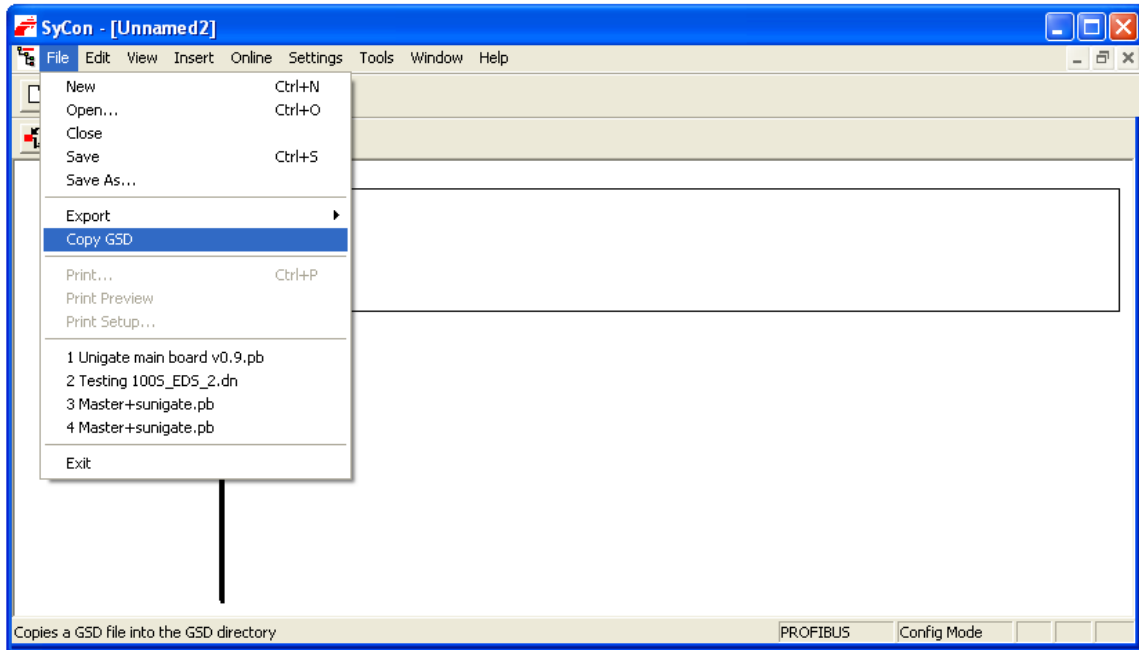 SyCon - [Unnamed2]
File Edit View Insert Online Settings Tools Window Help
New Ctrl+N
Open... Ctrl+O
Close
Save Ctrl+S
Save As...
Export
Copy GSD
Print... Ctrl+P
Print Preview
Print Setup...
1 Unigate main board v0.9.pb
2 Testing 100S_EDS_2.dn
3 Master+sunigate.pb
4 Master+sunigate.pb
Exit
Copies a GSD file into the GSD directory PROFIBUS Config Mode